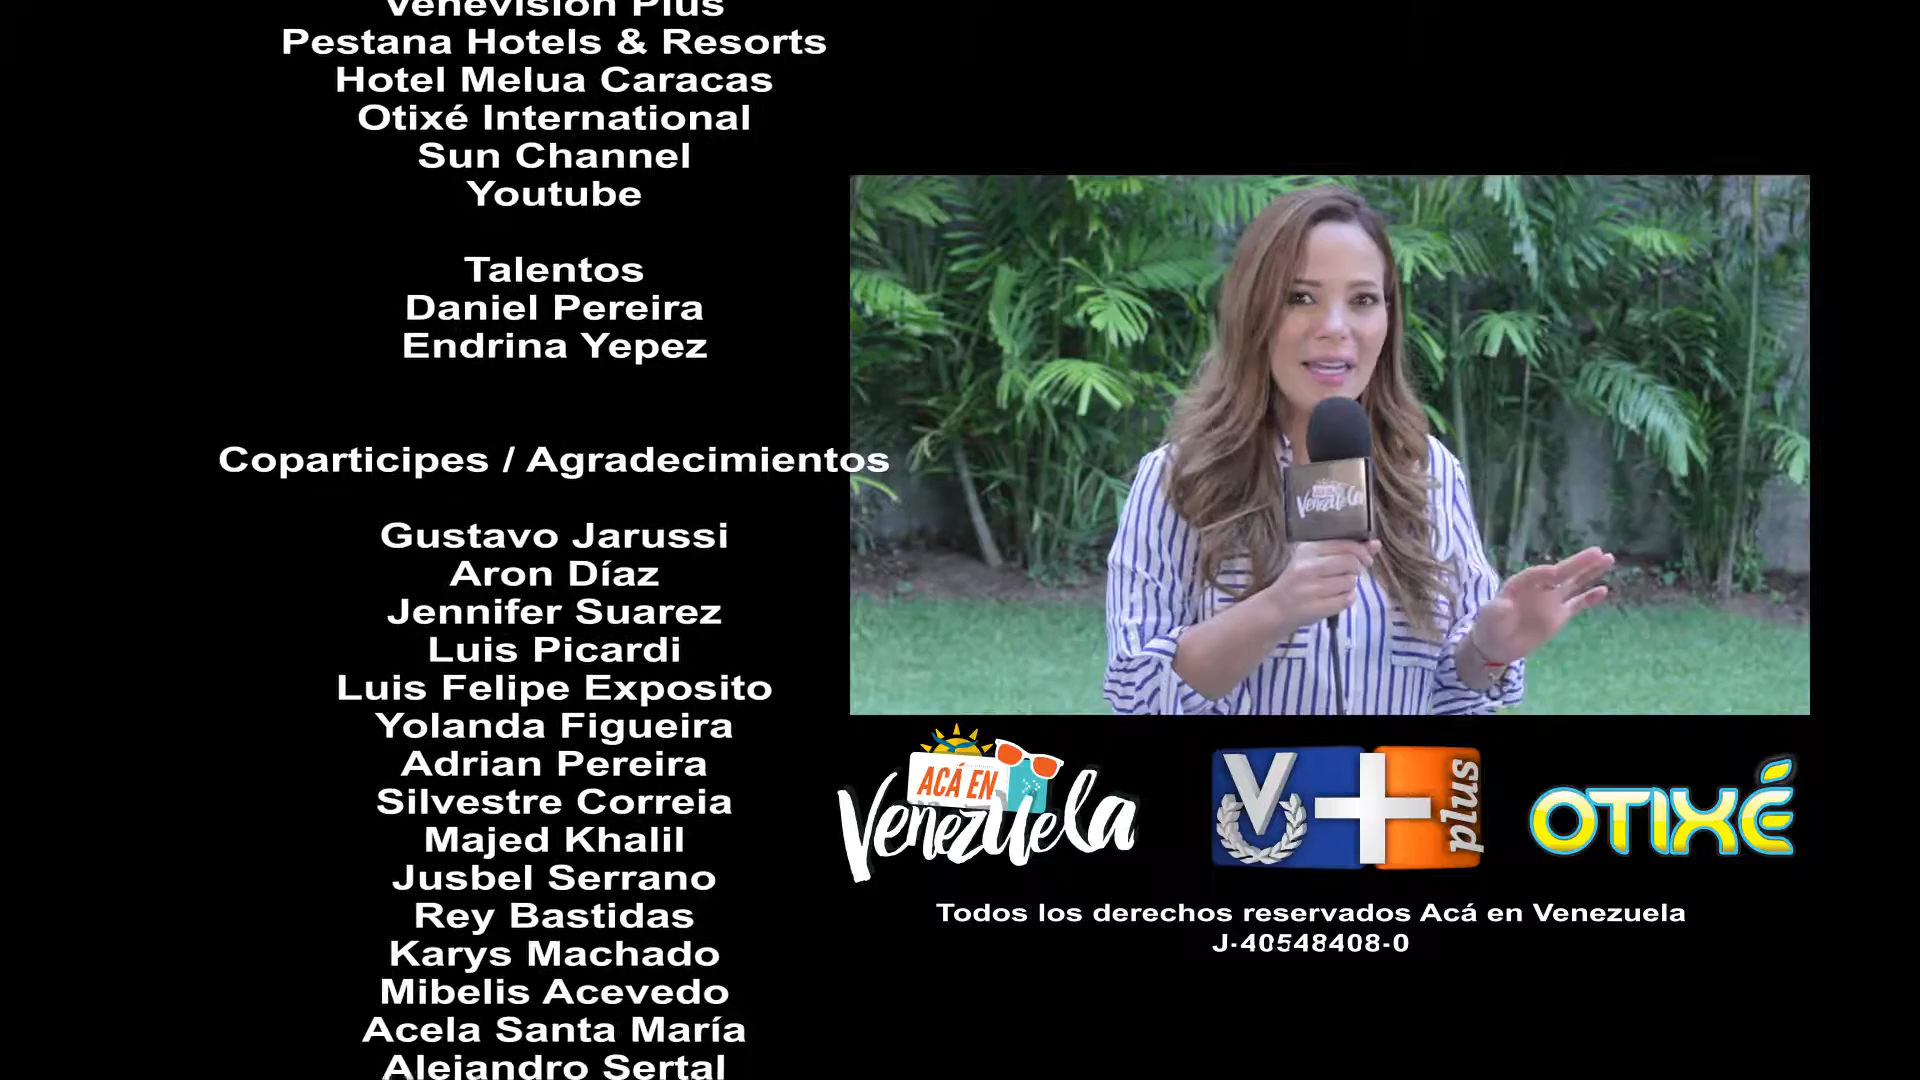 Venevisión Plus
Pestana Hotels & Resorts
Hotel Melua Caracas
Otixé International
Sun Channel
Youtube
Talentos
Daniel Pereira
Endrina Yepez
Coparticipes / Agradecimientos
Gustavo Jarussi
Aron Díaz
Jennifer Suarez
Luis Picardi
Luis Felipe Exposito
Yolanda Figueira
Adrian Pereira
Silvestre Correia
Majed Khalil
Jusbel Serrano
Rey Bastidas
Karys Machado
Mibelis Acevedo
Acela Santa María
Alejandro Sertal
Venezuela
ACÁ EN
Venezuela
V+ plus
OTIXÉ
Todos los derechos reservados Acá en Venezuela
J-40548408-0